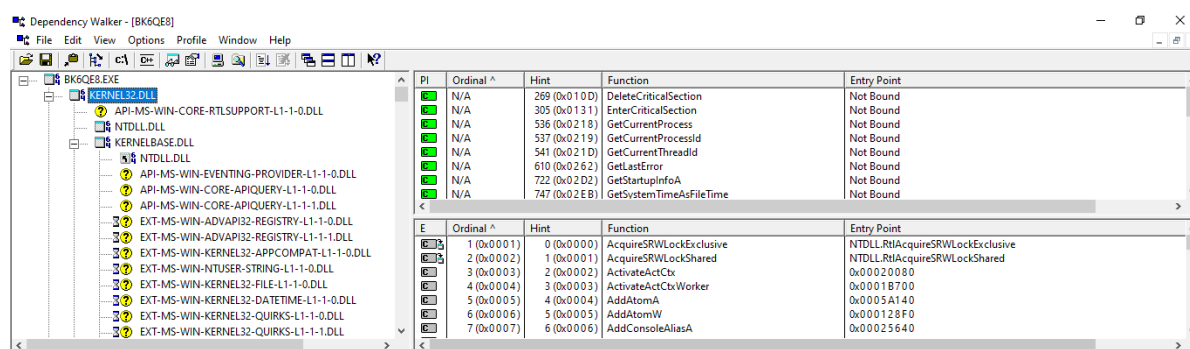 Dependency Walker - [BK6QE8]
File Edit View Options Profile Window Help
c:\ C++
BK6QE8.EXE
KERNEL32.DLL
API-MS-WIN-CORE-RTLSUPPORT-L1-1-0.DLL
NTDLL.DLL
KERNELBASE.DLL
NTDLL.DLL
API-MS-WIN-EVENTING-PROVIDER-L1-1-0.DLL
API-MS-WIN-CORE-APIQUERY-L1-1-0.DLL
API-MS-WIN-CORE-APIQUERY-L1-1-1.DLL
EXT-MS-WIN-ADVAPI32-REGISTRY-L1-1-0.DLL
EXT-MS-WIN-ADVAPI32-REGISTRY-L1-1-1.DLL
EXT-MS-WIN-KERNEL32-APPCOMPAT-L1-1-0.DLL
EXT-MS-WIN-NTUSER-STRING-L1-1-0.DLL
EXT-MS-WIN-KERNEL32-FILE-L1-1-0.DLL
EXT-MS-WIN-KERNEL32-DATETIME-L1-1-0.DLL
EXT-MS-WIN-KERNEL32-QUIRKS-L1-1-0.DLL
EXT-MS-WIN-KERNEL32-QUIRKS-L1-1-1.DLL
PI Ordinal ^ Hint Function Entry Point
C N/A 269 (0x010D) DeleteCriticalSection Not Bound
C N/A 305 (0x0131) EnterCriticalSection Not Bound
C N/A 536 (0x0218) GetCurrentProcess Not Bound
C N/A 537 (0x0219) GetCurrentProcessId Not Bound
C N/A 541 (0x021D) GetCurrentThreadId Not Bound
C N/A 610 (0x0262) GetLastError Not Bound
C N/A 722 (0x02D2) GetStartupInfoA Not Bound
C N/A 747 (0x02EB) GetSystemTimeAsFileTime Not Bound
E Ordinal ^ Hint Function Entry Point
C 1 (0x0001) 0 (0x0000) AcquireSRWLockExclusive NTDLL.RtlAcquireSRWLockExclusive
C 2 (0x0002) 1 (0x0001) AcquireSRWLockShared NTDLL.RtlAcquireSRWLockShared
C 3 (0x0003) 2 (0x0002) ActivateActCtx 0x00020080
C 4 (0x0004) 3 (0x0003) ActivateActCtxWorker 0x0001B700
C 5 (0x0005) 4 (0x0004) AddAtomA 0x0005A140
C 6 (0x0006) 5 (0x0005) AddAtomW 0x000128F0
C 7 (0x0007) 6 (0x0006) AddConsoleAliasA 0x00025640